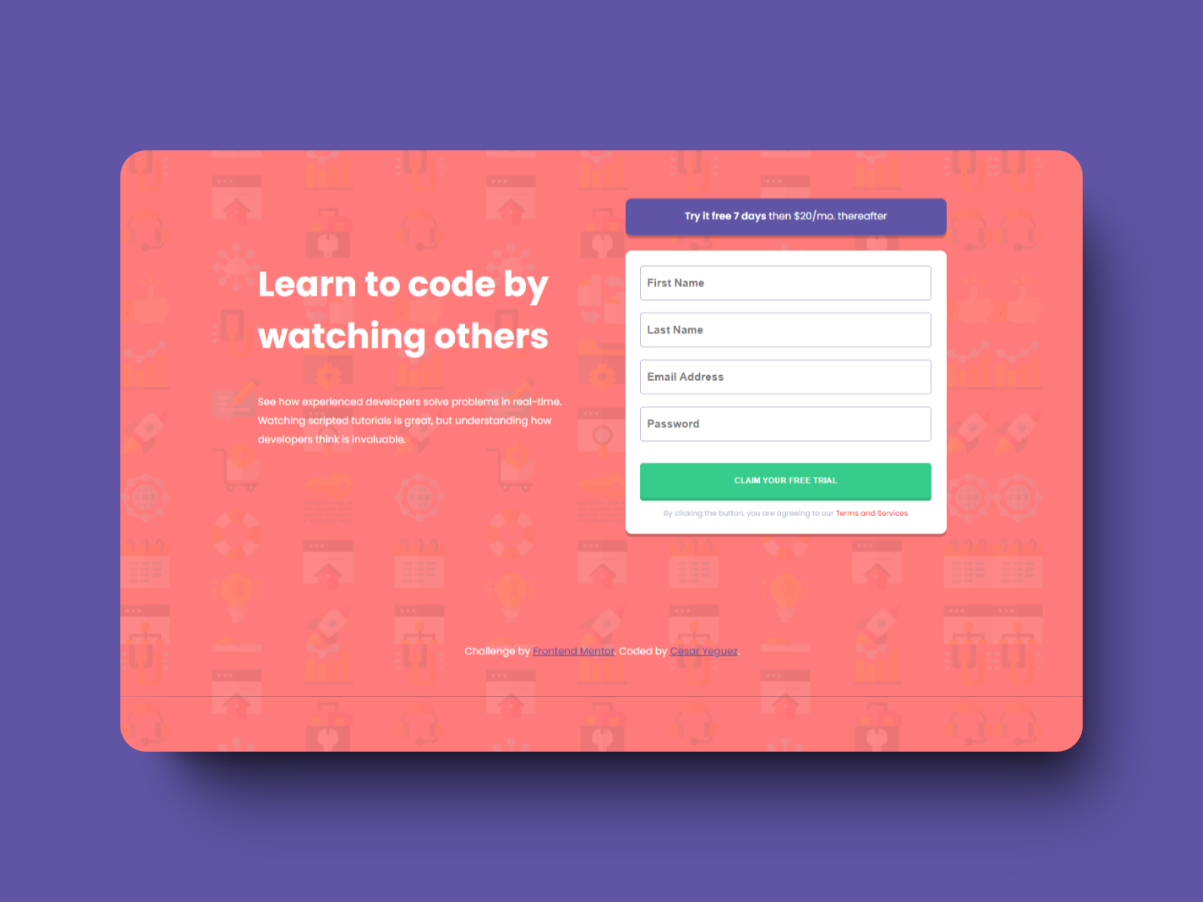 Learn to code by
watching others
See how experienced developers solve problems in real-time.
Watching scripted tutorials is great, but understanding how
developers think is invaluable.
Try it free 7 days then $20/mo. thereafter
First Name
Last Name
Email Address
Password
CLAIM YOUR FREE TRIAL
By clicking the button, you are agreeing to our Terms and Services
Challenge by Frontend Mentor. Coded by Cesar Yeguez.